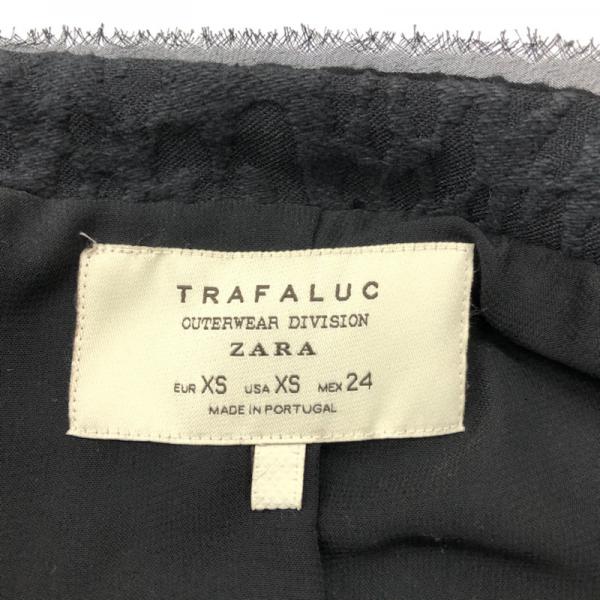 TRAFALUC
OUTERWEAR DIVISION
ZARA
EUR XS USA XS MEX 24
MADE IN PORTUGAL